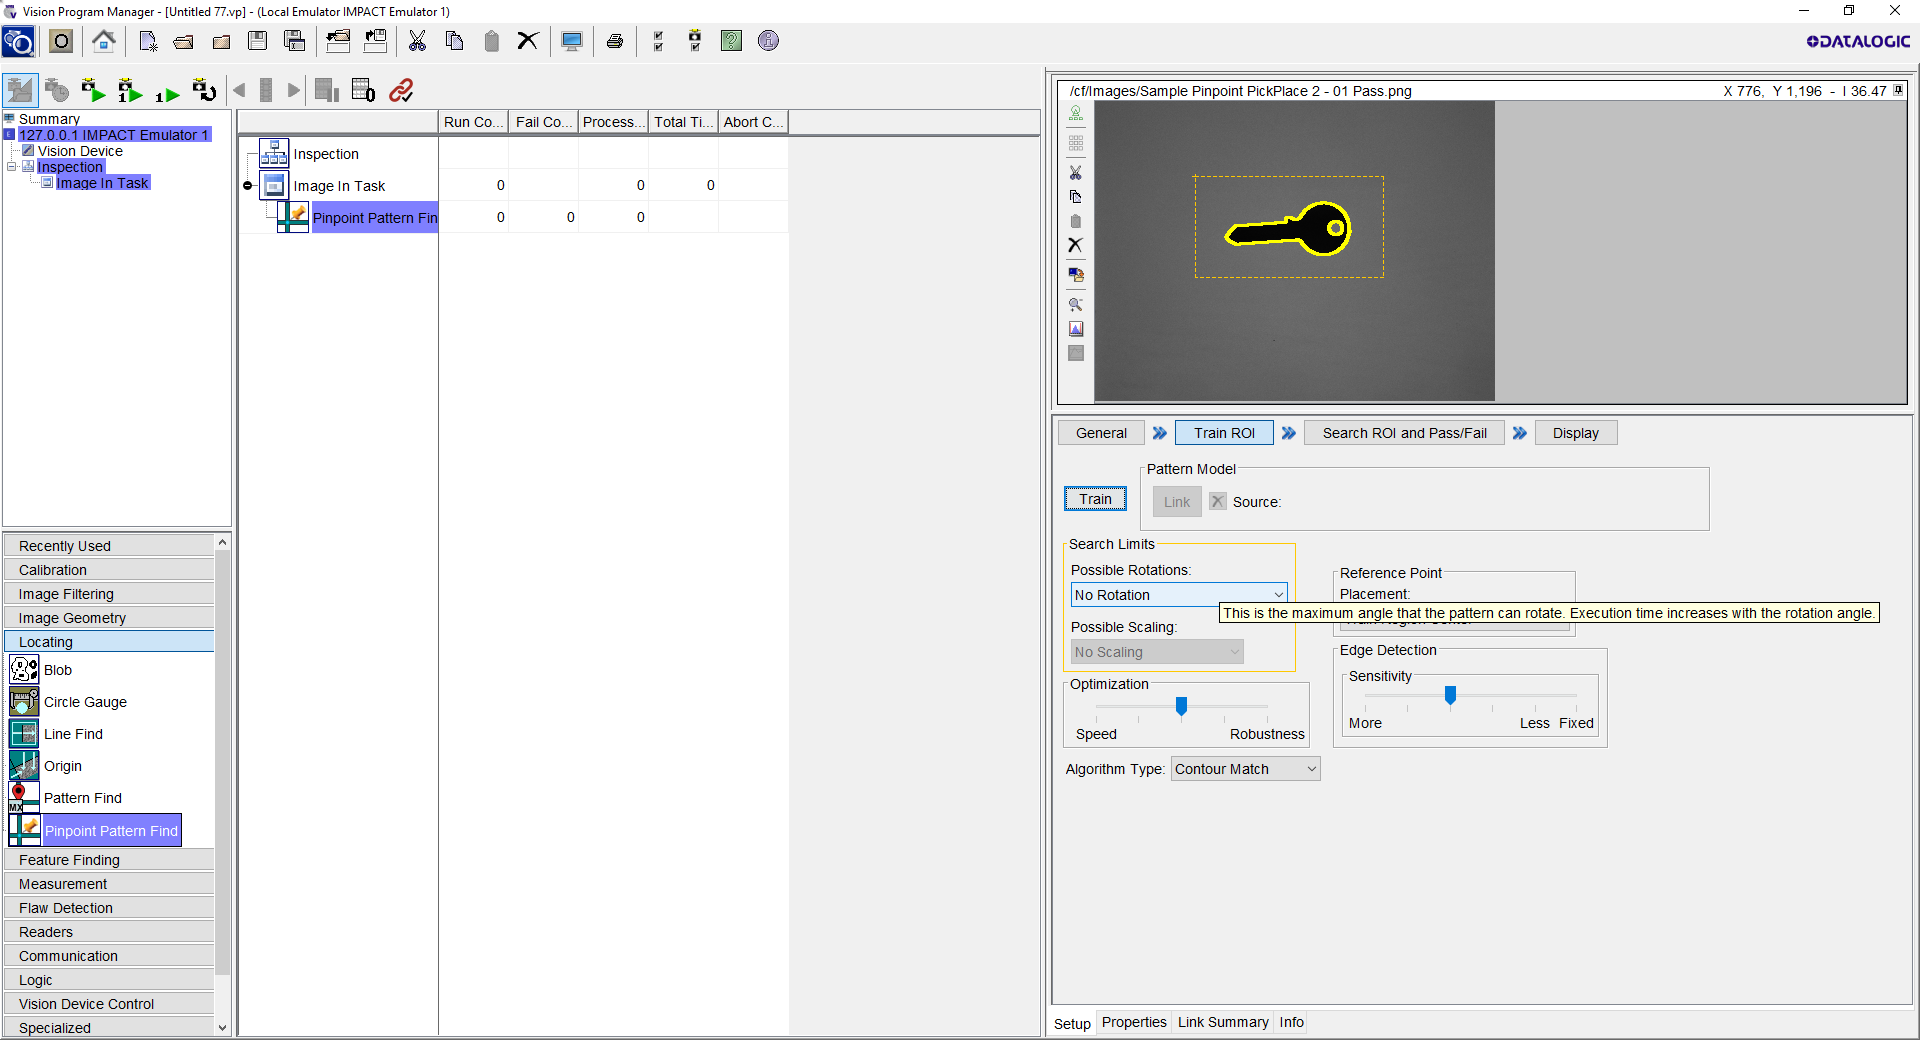 Vision Program Manager - [Untitled 77.vp] - (Local Emulator IMPACT Emulator 1)
DATALOGIC
Summary
127.0.0.1 IMPACT Emulator 1
Vision Device
Inspection
Image In Task
Recently Used
Calibration
Image Filtering
Image Geometry
Locating
Blob
Circle Gauge
Line Find
Origin
MX
Pattern Find
Pinpoint Pattern Find
Feature Finding
Measurement
Flaw Detection
Readers
Communication
Logic
Vision Device Control
Specialized
Run Co... Fail Co... Process... Total Ti... Abort C...
Inspection
Image In Task 0 0 0
Pinpoint Pattern Fin 0 0 0
/cf/Images/Sample Pinpoint PickPlace 2 - 01 Pass.png X 776, Y 1,196 - I 36.47
General Train ROI Search ROI and Pass/Fail Display
Pattern Model
Train Link Source:
Search Limits
Possible Rotations:
No Rotation
Reference Point
Placement:
This is the maximum angle that the pattern can rotate. Execution time increases with the rotation angle.
Possible Scaling:
No Scaling
Edge Detection
Sensitivity
More Less Fixed
Optimization
Speed Robustness
Algorithm Type: Contour Match
Setup Properties Link Summary Info